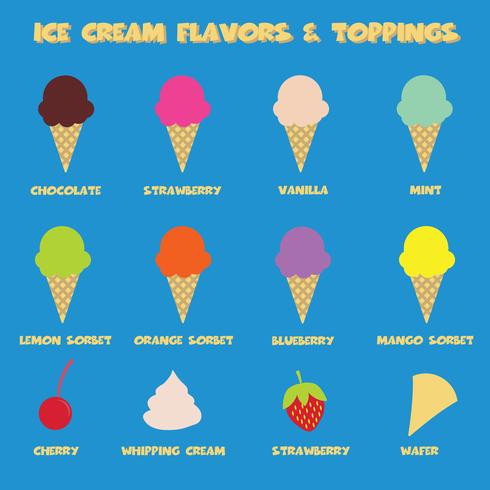 ICE CREAM FLAVORS & TOPPINGS
CHOCOLATE STRAWBERRY VANILLA MINT
LEMON SORBET ORANGE SORBET BLUEBERRY MANGO SORBET
CHERRY WHIPPING CREAM STRAWBERRY WAFER